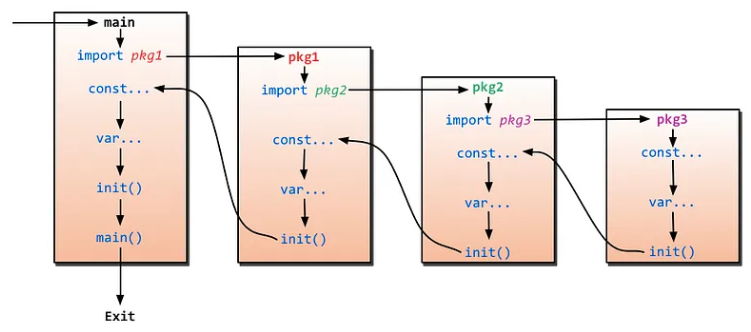 main
import pkg1
const...
var...
init()
main()
Exit
pkg1
import pkg2
const...
var...
init()
pkg2
import pkg3
const...
var...
init()
pkg3
const...
var...
init()